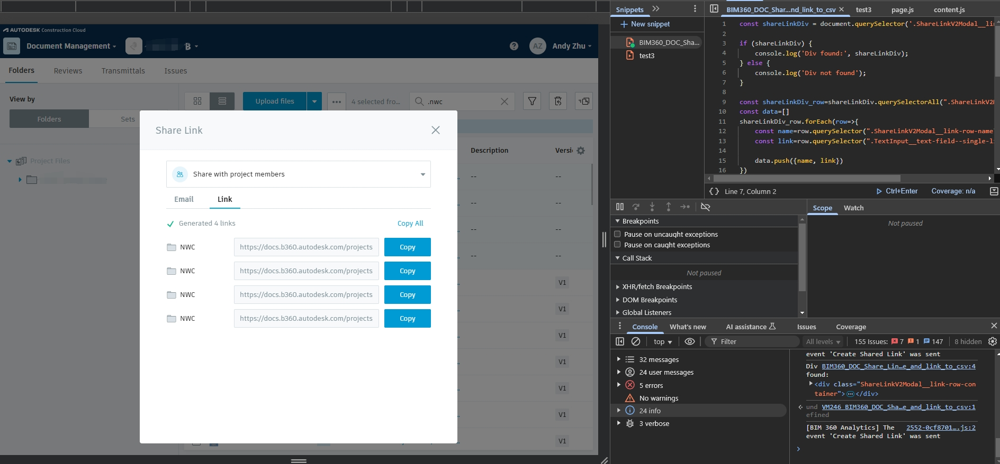 AUTODESK Construction Cloud
Document Management
B
AZ
Andy Zhu
Folders
Reviews
Transmittals
Issues
View by
Folders
Sets
Project Files
Upload files
4 selected fro...
.nwc
Description
Versi
--
--
--
--
--
--
--
--
V1
V1
V1
V1
V1
V1
V1
Share Link
Share with project members
Email
Link
Generated 4 links
Copy All
NWC
https://docs.b360.autodesk.com/projects
Copy
NWC
https://docs.b360.autodesk.com/projects
Copy
NWC
https://docs.b360.autodesk.com/projects
Copy
NWC
https://docs.b360.autodesk.com/projects
Copy
Snippets
New snippet
BIM360_DOC_Sha...
test3
BIM360_DOC_Shar...nd_link_to_csv
test3
page.js
content.js
1 const shareLinkDiv = document.querySelector('.ShareLinkV2Modal__lin
2
3 if (shareLinkDiv) {
4 console.log('Div found:', shareLinkDiv);
5 } else {
6 console.log('Div not found');
7 }
8
9 const shareLinkDiv_row=shareLinkDiv.querySelectorAll(".ShareLinkV2M
10 const data=[]
11 shareLinkDiv_row.forEach(row=>{
12 const name=row.querySelector(".ShareLinkV2Modal__link-row-name
13 const link=row.querySelector(".TextInput__text-field--single-li
14
15 data.push({name, link})
16 })
{} Line 7, Column 2
Ctrl+Enter
Coverage: n/a
Breakpoints
Pause on uncaught exceptions
Pause on caught exceptions
Call Stack
Not paused
XHR/fetch Breakpoints
DOM Breakpoints
Global Listeners
Scope
Watch
Not paused
Console
What's new
AI assistance
Issues
Coverage
top
Filter
All levels
155 Issues: 7 1 147
8 hidden
32 messages
24 user messages
5 errors
No warnings
24 info
3 verbose
event 'Create Shared Link' was sent
Div BIM360_DOC_Share_Lin…e_and_link_to_csv:4
found:
<div class="ShareLinkV2Modal__link-row-con
tainer">…</div>
und VM246 BIM360_DOC_Sha…e_and_link_to_csv:1
efined
[BIM 360 Analytics] The 2552-0cf8701….js:2
event 'Create Shared Link' was sent